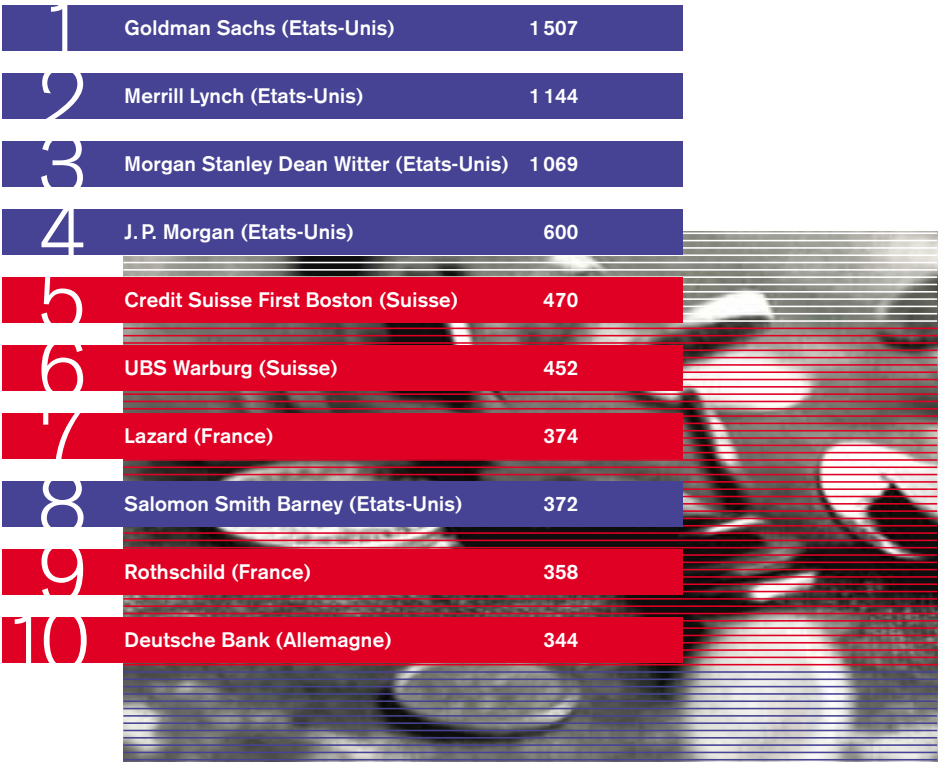 1 Goldman Sachs (Etats-Unis) 1 507
2 Merrill Lynch (Etats-Unis) 1 144
3 Morgan Stanley Dean Witter (Etats-Unis) 1 069
4 J. P. Morgan (Etats-Unis) 600
5 Credit Suisse First Boston (Suisse) 470
6 UBS Warburg (Suisse) 452
7 Lazard (France) 374
8 Salomon Smith Barney (Etats-Unis) 372
9 Rothschild (France) 358
10 Deutsche Bank (Allemagne) 344